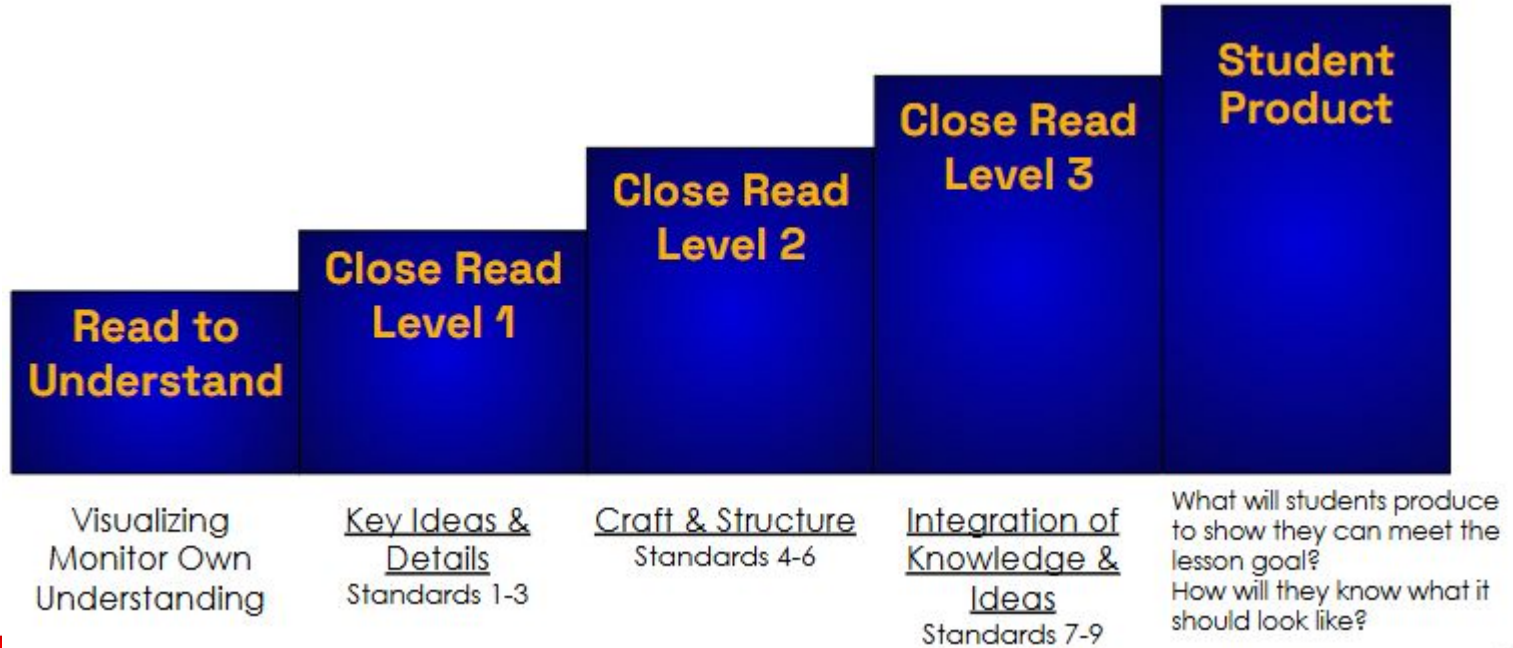 Read to
Understand
Close Read
Level 1
Close Read
Level 2
Close Read
Level 3
Student
Product
Visualizing
Monitor Own
Understanding
Key Ideas &
Details
Standards 1-3
Craft & Structure
Standards 4-6
Integration of
Knowledge &
Ideas
Standards 7-9
What will students produce
to show they can meet the
lesson goal?
How will they know what it
should look like?